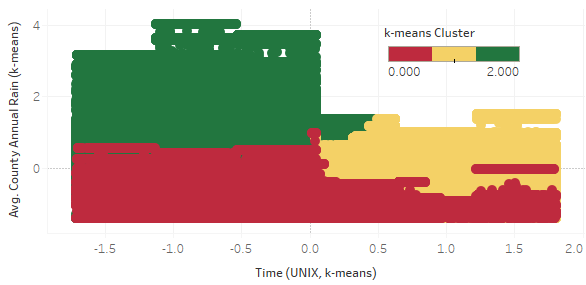 k-means Cluster
0.000 2.000
Avg. County Annual Rain (k-means)
4
2
0
-1.5 -1.0 -0.5 0.0 0.5 1.0 1.5 2.0
Time (UNIX, k-means)